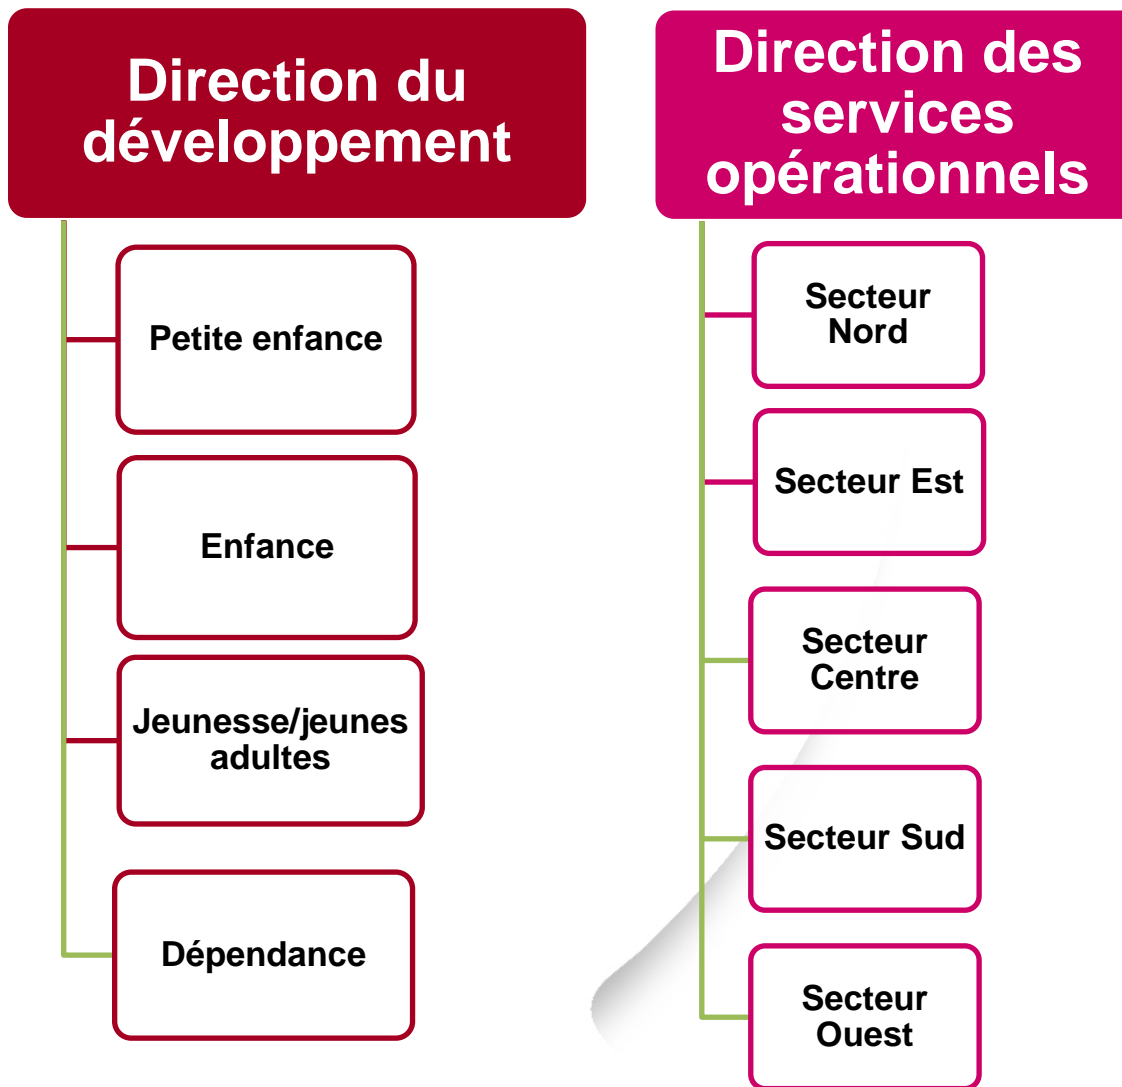 Direction du
développement
Petite enfance
Enfance
Jeunesse/jeunes
adultes
Dépendance
Direction des
services
opérationnels
Secteur
Nord
Secteur Est
Secteur
Centre
Secteur Sud
Secteur
Ouest